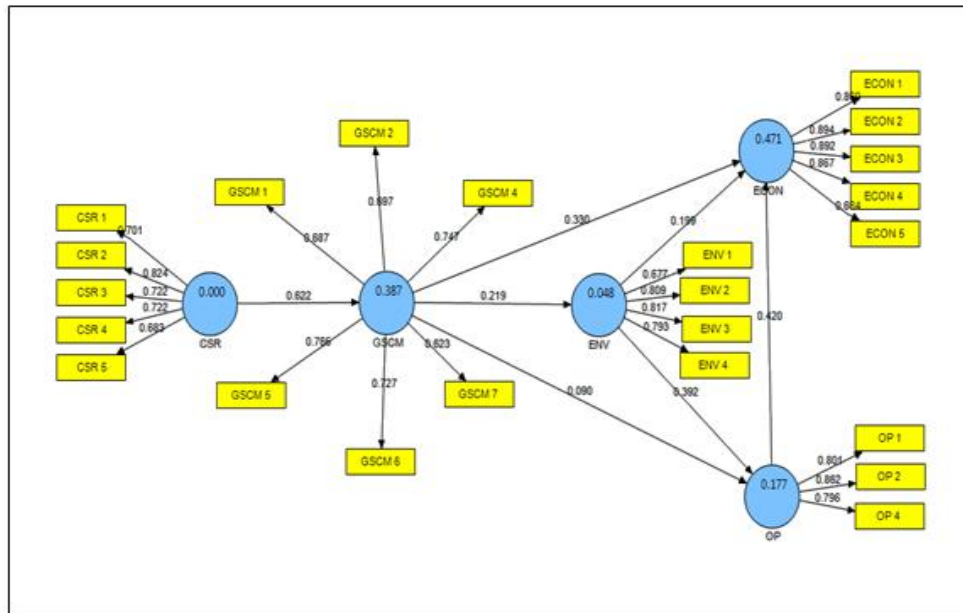 ECON 1
0.860
ECON 2
0.894
0.471
0.892
ECON 3
0.867
ECON
ECON 4
0.664
ECON 5
GSCM 2
GSCM 1
GSCM 4
0.697
0.687
0.747
0.330
0.199
CSR 1
0.701
CSR 2
0.824
CSR 3
0.722
CSR 4
0.722
CSR 5
0.683
0.000
CSR
0.622
0.387
GSCM
0.219
0.048
ENV
ENV 1
0.677
ENV 2
0.809
ENV 3
0.817
ENV 4
0.793
0.420
GSCM 5
0.727
GSCM 7
GSCM 6
0.090
0.392
0.177
OP
OP 1
0.801
OP 2
0.862
OP 4
0.796